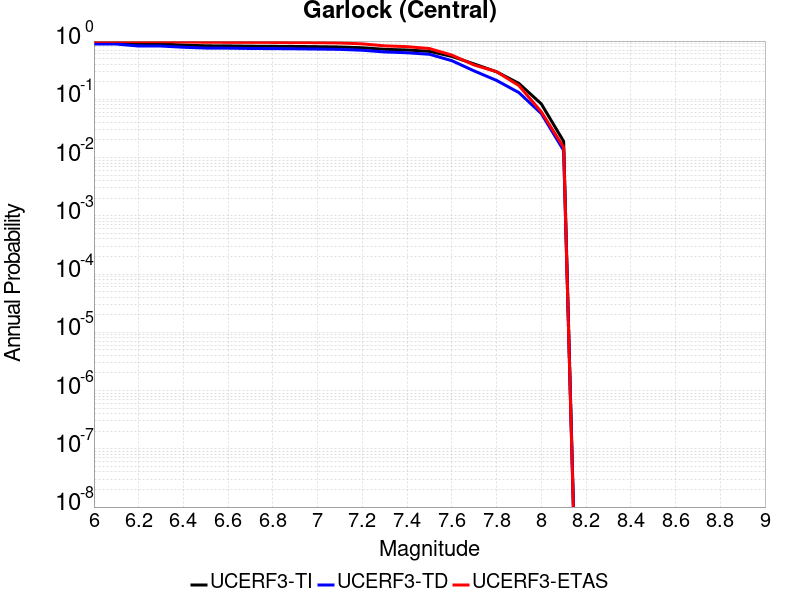 Garlock (Central)
10^0
10^-1
10^-2
10^-3
10^-4
10^-5
10^-6
10^-7
10^-8
Annual Probability
6 6.2 6.4 6.6 6.8 7 7.2 7.4 7.6 7.8 8 8.2 8.4 8.6 8.8 9
Magnitude
UCERF3-TI UCERF3-TD UCERF3-ETAS